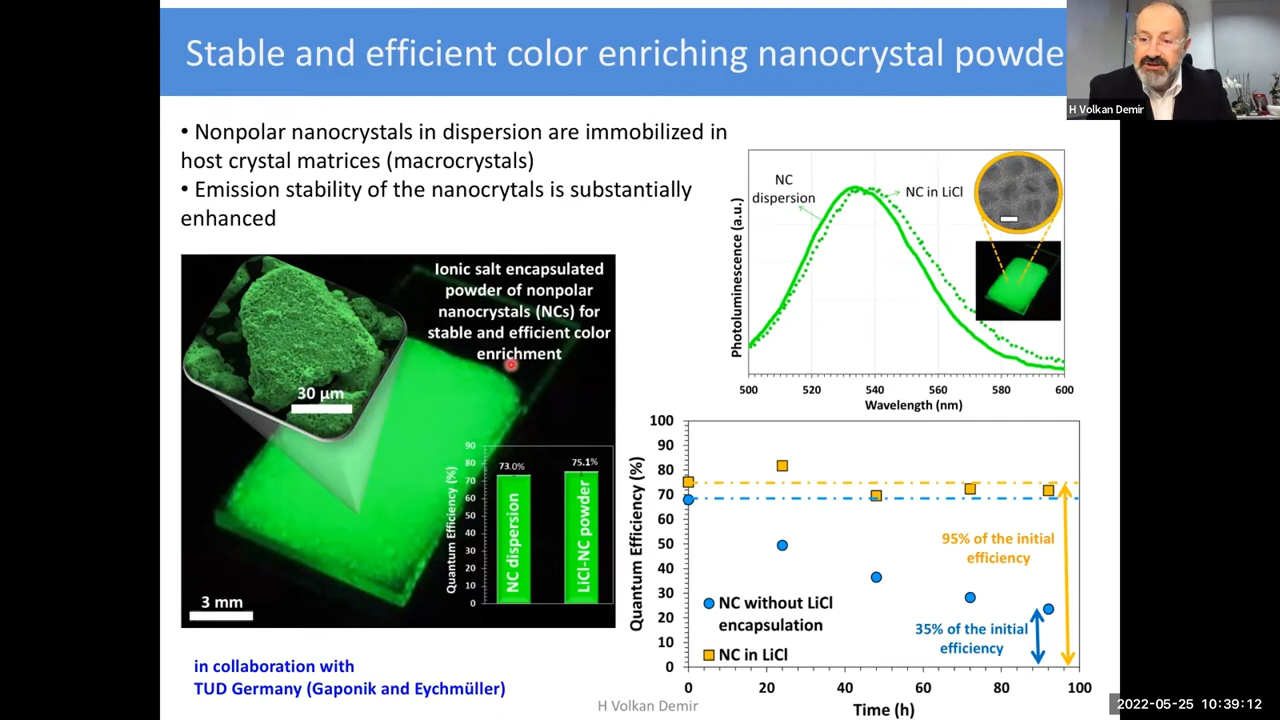 Stable and efficient color enriching nanocrystal powde
H Volkan Demir
• Nonpolar nanocrystals in dispersion are immobilized in
host crystal matrices (macrocrystals)
• Emission stability of the nanocrytals is substantially
enhanced
Ionic salt encapsulated
powder of nonpolar
nanocrystals (NCs) for
stable and efficient color
enrichment
30 µm
3 mm
Quantum Efficiency (%)
90
80
70
60
50
40
30
20
10
0
73.0%
75.1%
NC dispersion
LiCl-NC powder
Photoluminescence (a.u.)
NC
dispersion
NC in LiCl
500 520 540 560 580 600
Wavelength (nm)
Quantum Efficiency (%)
100
90
80
70
60
50
40
30
20
10
0
95% of the initial
efficiency
NC without LiCl
encapsulation
35% of the initial
efficiency
NC in LiCl
0 20 40 60 80 100
Time (h)
in collaboration with
TUD Germany (Gaponik and Eychmüller)
H Volkan Demir
2022-05-25 10:39:12